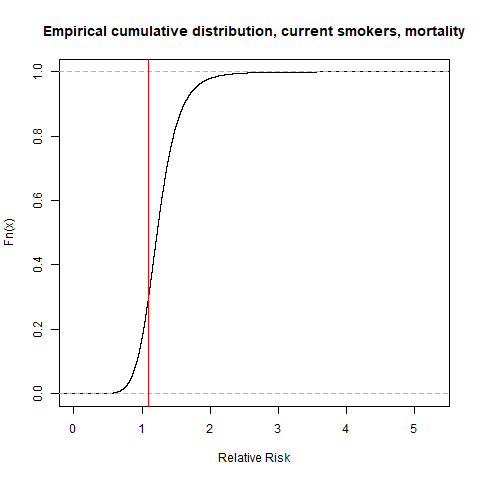 Empirical cumulative distribution, current smokers, mortality
Fn(x)
1.0
0.8
0.6
0.4
0.2
0.0
0 1 2 3 4 5
Relative Risk